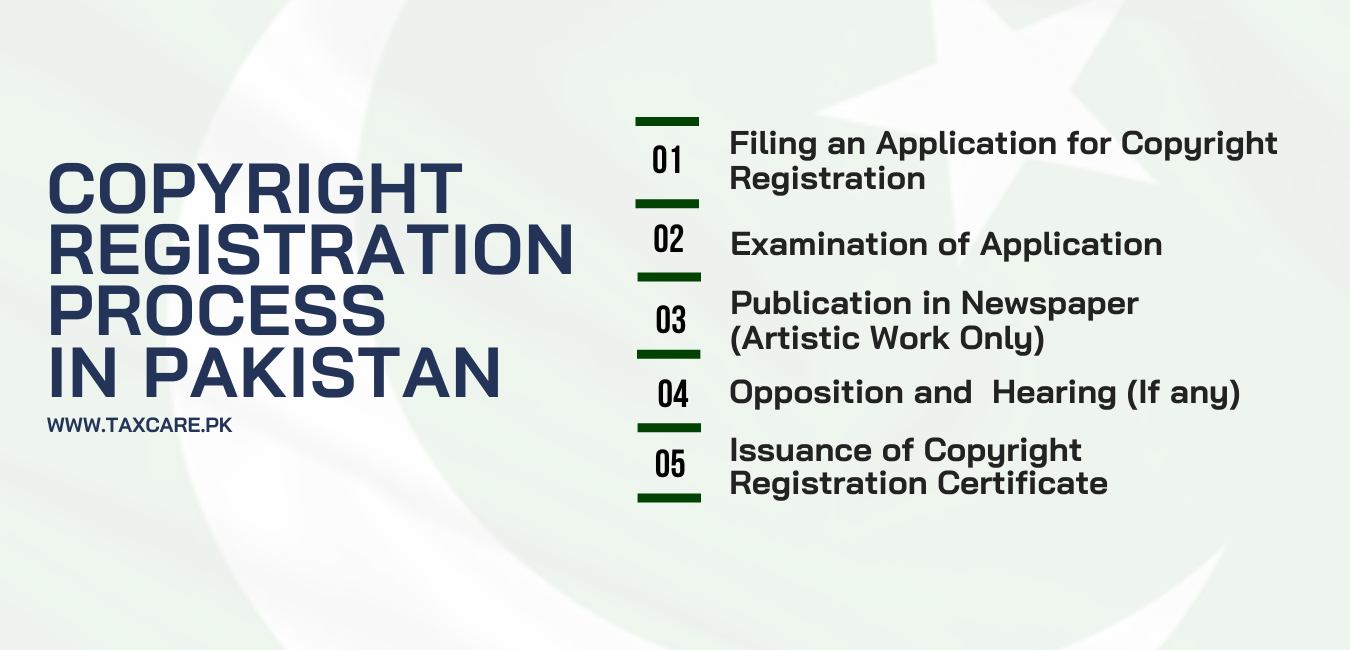 COPYRIGHT
REGISTRATION
PROCESS
IN PAKISTAN
WWW.TAXCARE.PK
01
Filing an Application for Copyright
Registration
02
Examination of Application
03
Publication in Newspaper
(Artistic Work Only)
04
Opposition and  Hearing (If any)
05
Issuance of Copyright
Registration Certificate